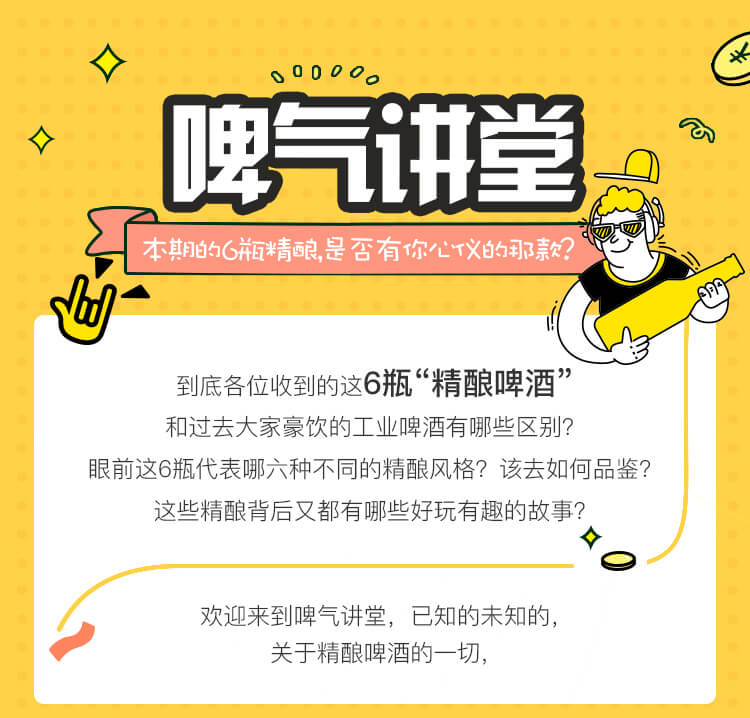 啤气讲堂
本期的6瓶精酿,是否有你心仪的那款?
到底各位收到的这6瓶“精酿啤酒”
和过去大家豪饮的工业啤酒有哪些区别?
眼前这6瓶代表哪六种不同的精酿风格? 该去如何品鉴?
这些精酿背后又都有哪些好玩有趣的故事?
欢迎来到啤气讲堂，已知的未知的，
关于精酿啤酒的一切，